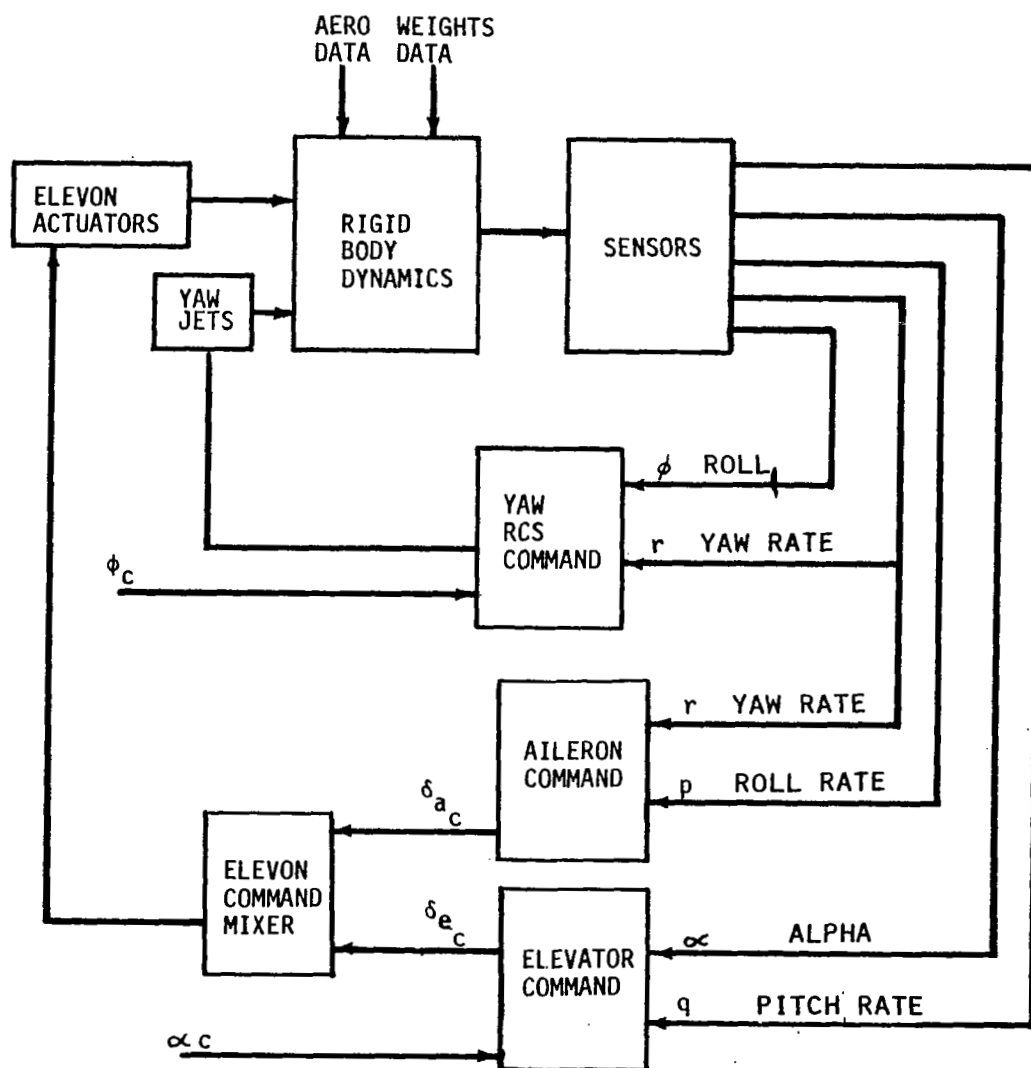 AERO DATA
WEIGHTS DATA
ELEVON
ACTUATORS
RIGID
BODY
DYNAMICS
SENSORS
YAW
JETS
ϕ ROLL
YAW
RCS
COMMAND
r YAW RATE
ϕc
r YAW RATE
AILERON
COMMAND
p ROLL RATE
δac
ELEVON
COMMAND
MIXER
δec
∝ ALPHA
ELEVATOR
COMMAND
q PITCH RATE
∝c